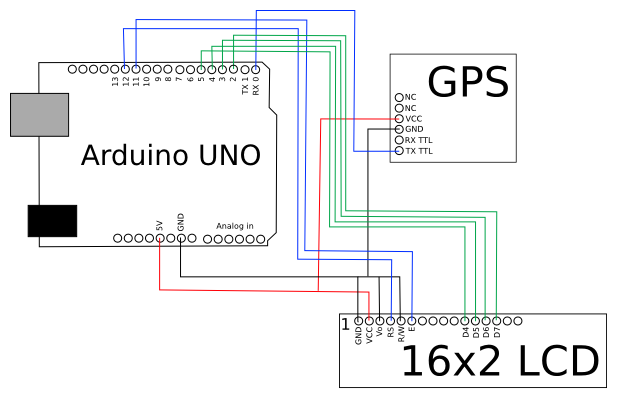 13
12
11
10
9
8
7
6
5
4
3
2
TX 1
RX 0
GPS
NC
NC
VCC
GND
RX TTL
TX TTL
Arduino UNO
5V
GND
Analog in
1
GND
VCC
Vo
RS
R/W
E
D4
D5
D6
D7
16x2 LCD